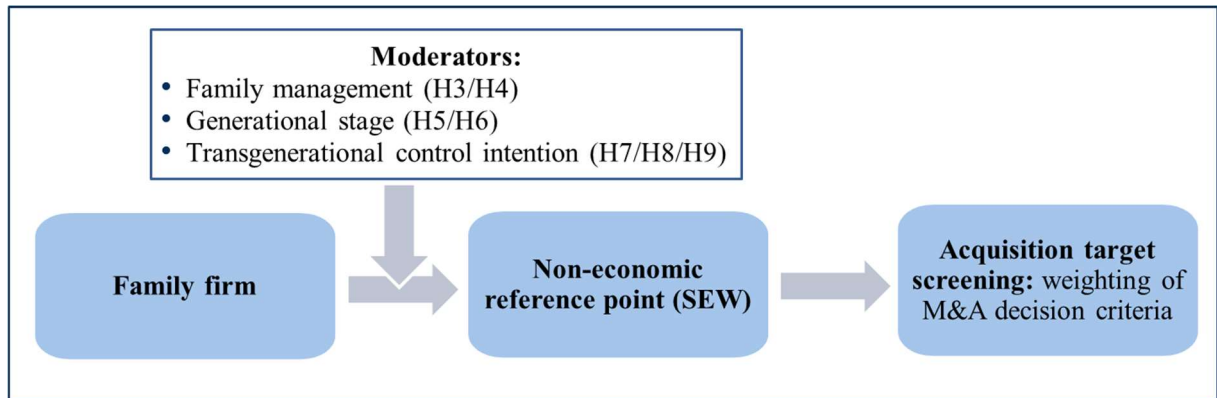 Moderators:
• Family management (H3/H4)
• Generational stage (H5/H6)
• Transgenerational control intention (H7/H8/H9)
Family firm
Non-economic
reference point (SEW)
Acquisition target
screening: weighting of
M&A decision criteria